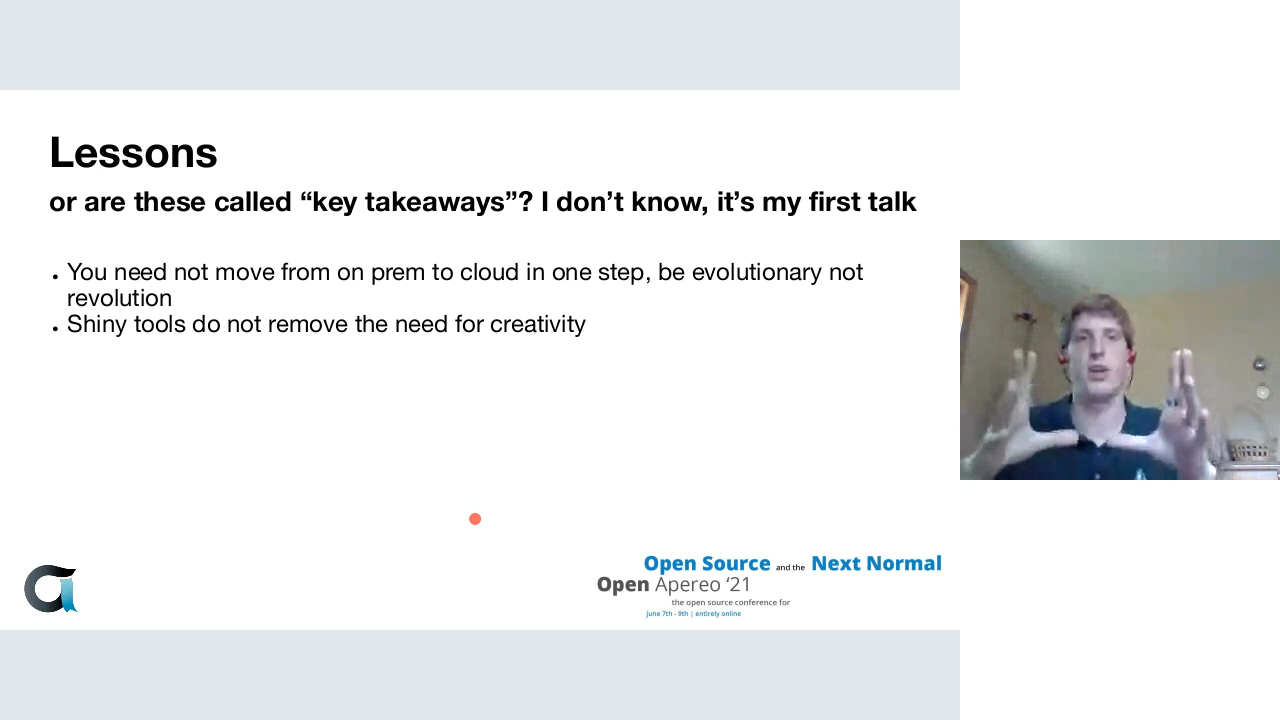 Lessons
or are these called “key takeaways”? I don’t know, it’s my first talk
• You need not move from on prem to cloud in one step, be evolutionary not
revolution
• Shiny tools do not remove the need for creativity
Open Source and the Next Normal
Open Apereo ‘21
the open source conference for
June 7th - 9th | entirely online